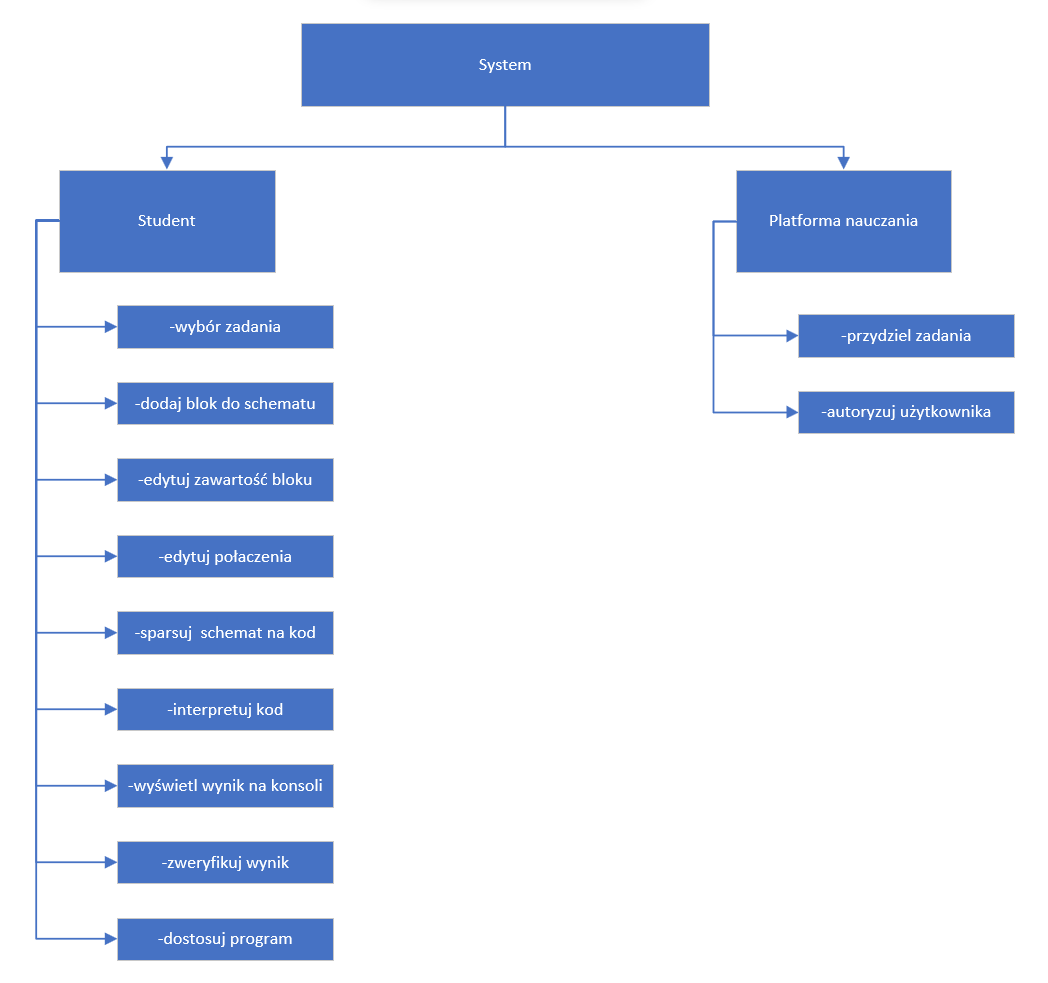 System
Student
Platforma nauczania
-wybór zadania
-dodaj blok do schematu
-edytuj zawartość bloku
-edytuj połaczenia
-sparsuj  schemat na kod
-interpretuj kod
-wyświetl wynik na konsoli
-zweryfikuj wynik
-dostosuj program
-przydziel zadania
-autoryzuj użytkownika